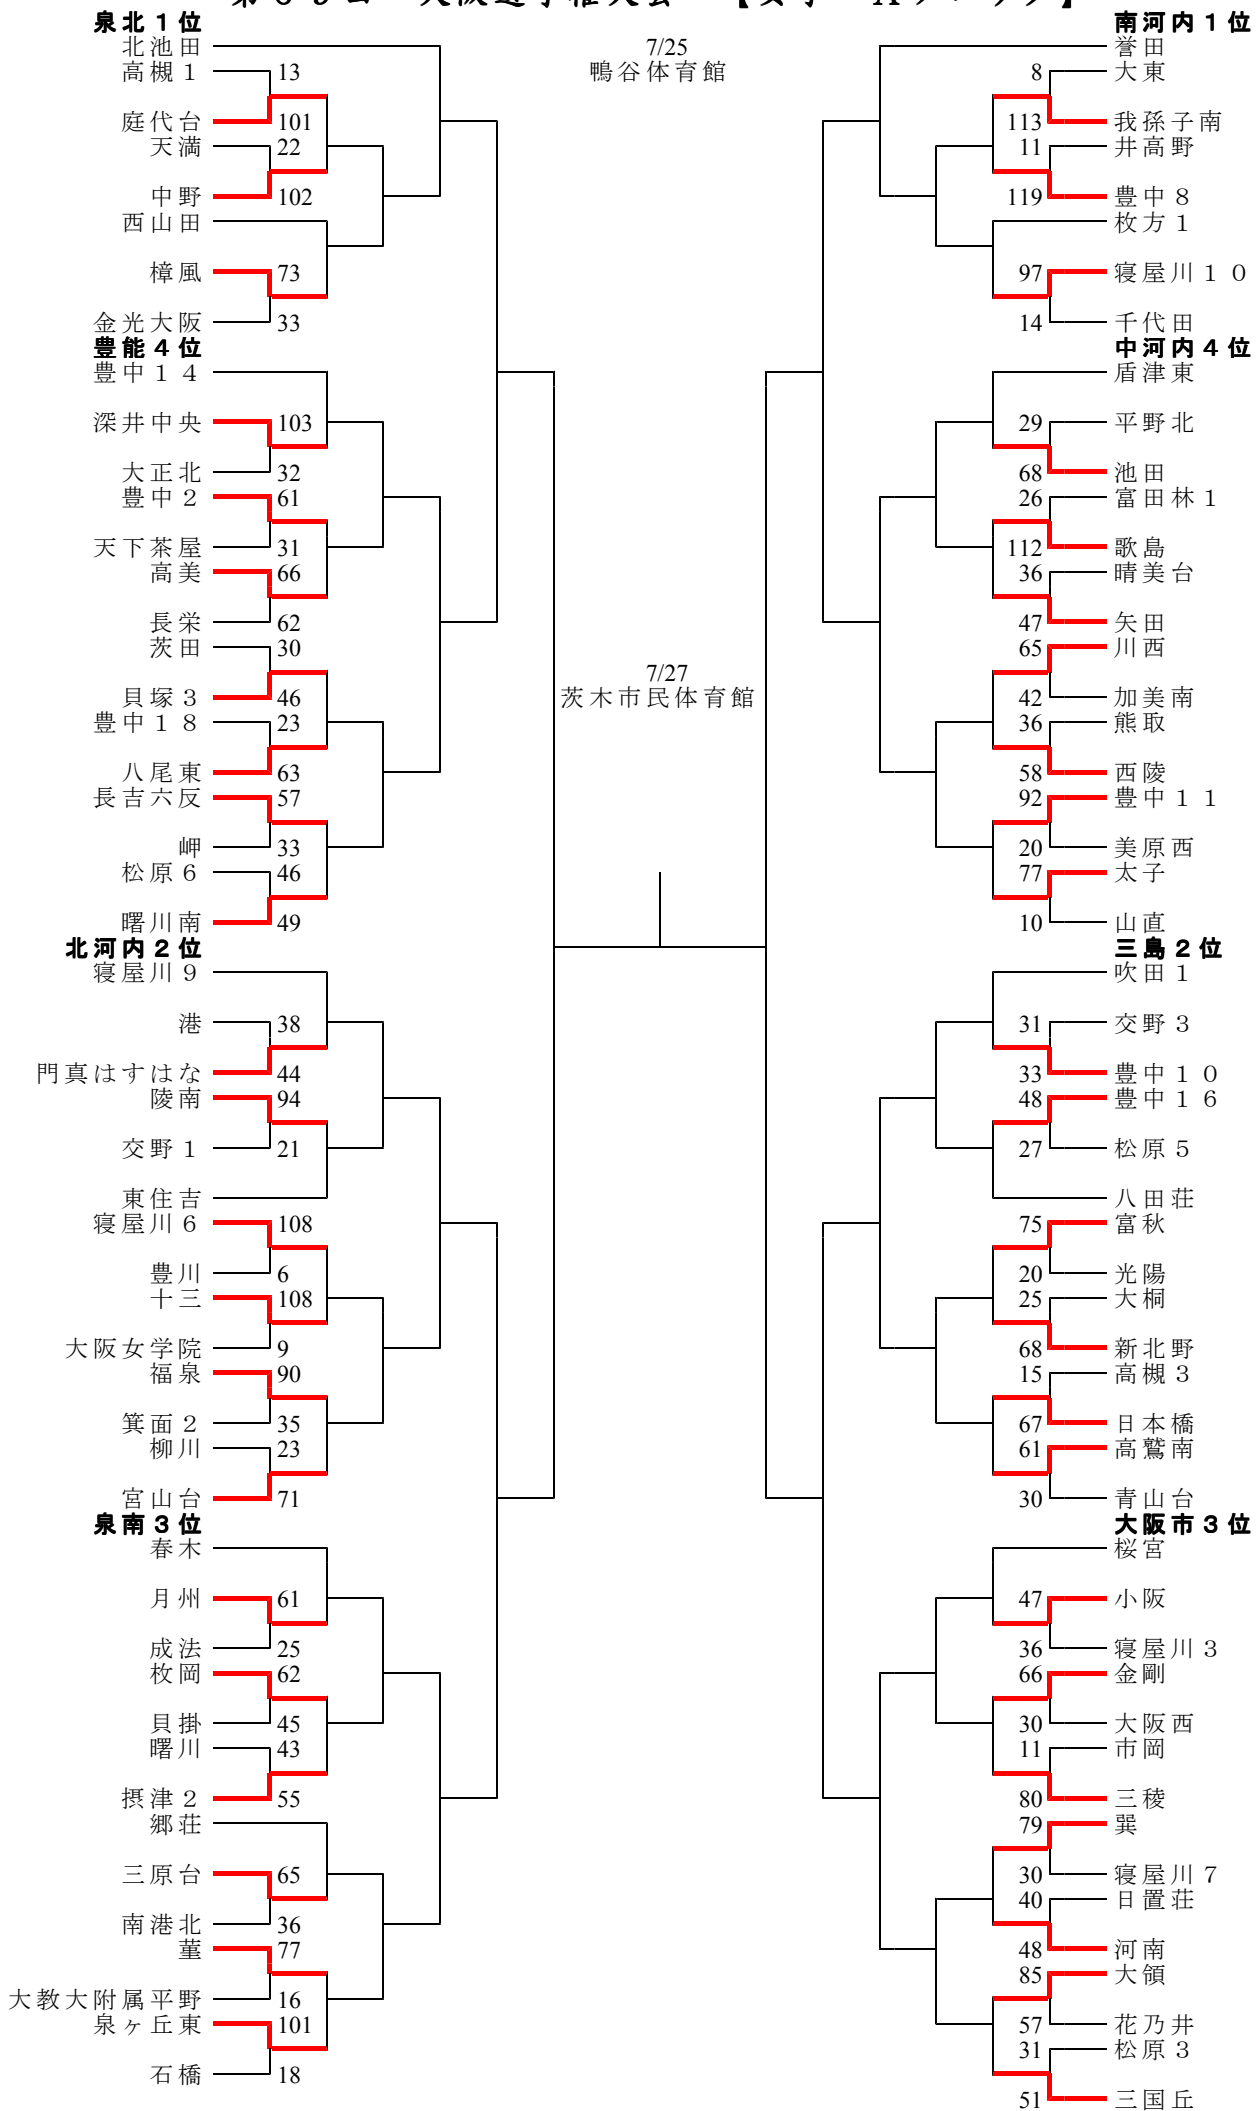 泉北１位
北池田
高槻１ 13
庭代台 101
天満 22
中野 102
西山田
樟風 73
金光大阪 33
豊能４位
豊中１４
深井中央 103
大正北 32
豊中２ 61
天下茶屋 31
高美 66
長栄 62
茨田 30
貝塚３ 46
豊中１８ 23
八尾東 63
長吉六反 57
岬 33
松原６ 46
曙川南 49
北河内２位
寝屋川９
港 38
門真はすはな 44
陵南 94
交野１ 21
東住吉
寝屋川６ 108
豊川 6
十三 108
大阪女学院 9
福泉 90
箕面２ 35
柳川 23
宮山台 71
泉南３位
春木
月州 61
成法 25
枚岡 62
貝掛 45
曙川 43
摂津２ 55
郷荘
三原台 65
南港北 36
菫 77
大教大附属平野 16
泉ヶ丘東 101
石橋 18
7/25
鴨谷体育館
7/27
茨木市民体育館
南河内１位
誉田
8 大東
113 我孫子南
11 井高野
119 豊中８
枚方１
97 寝屋川１０
14 千代田
中河内４位
盾津東
29 平野北
68 池田
26 富田林１
112 歌島
36 晴美台
47 矢田
65 川西
42 加美南
36 熊取
58 西陵
92 豊中１１
20 美原西
77 太子
10 山直
三島２位
吹田１
31 交野３
33 豊中１０
48 豊中１６
27 松原５
八田荘
75 富秋
20 光陽
25 大桐
68 新北野
15 高槻３
67 日本橋
61 高鷲南
30 青山台
大阪市３位
桜宮
47 小阪
36 寝屋川３
66 金剛
30 大阪西
11 市岡
80 三稜
79 巽
30 寝屋川７
40 日置荘
48 河南
85 大領
57 花乃井
31 松原３
51 三国丘